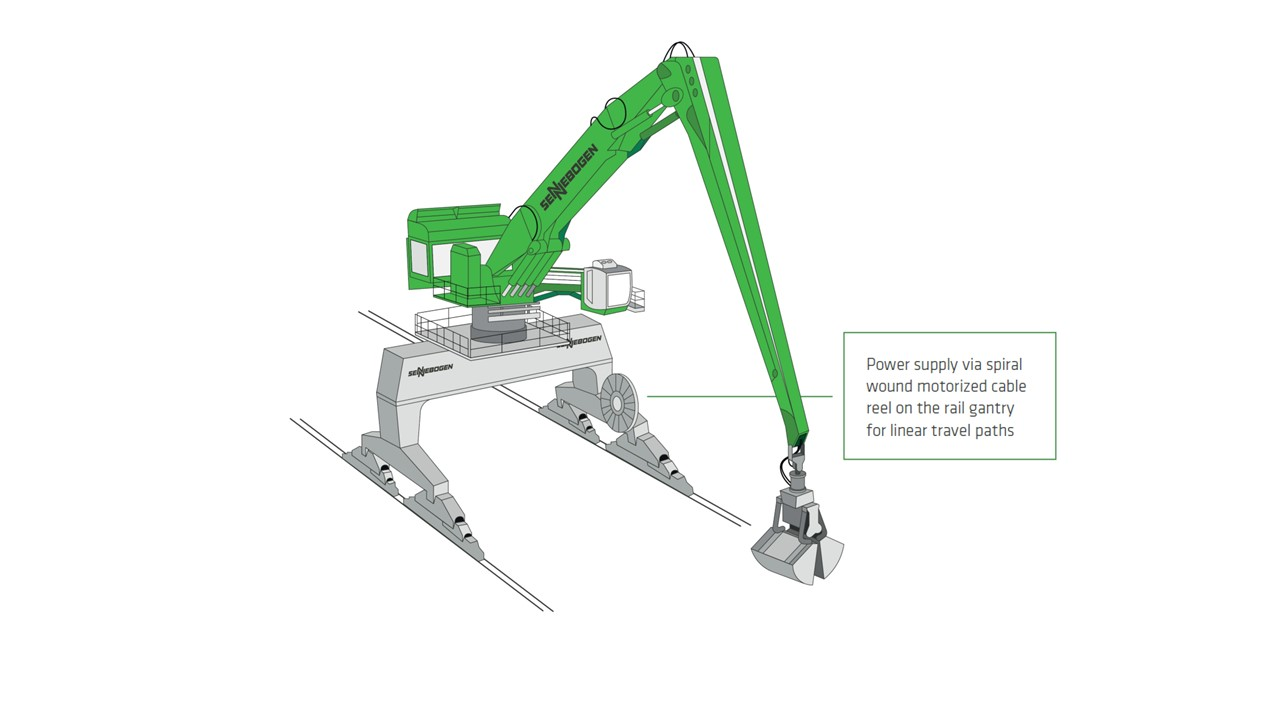 SENNEBOGEN
SENNEBOGEN
SENNEBOGEN
Power supply via spiral
wound motorized cable
reel on the rail gantry
for linear travel paths